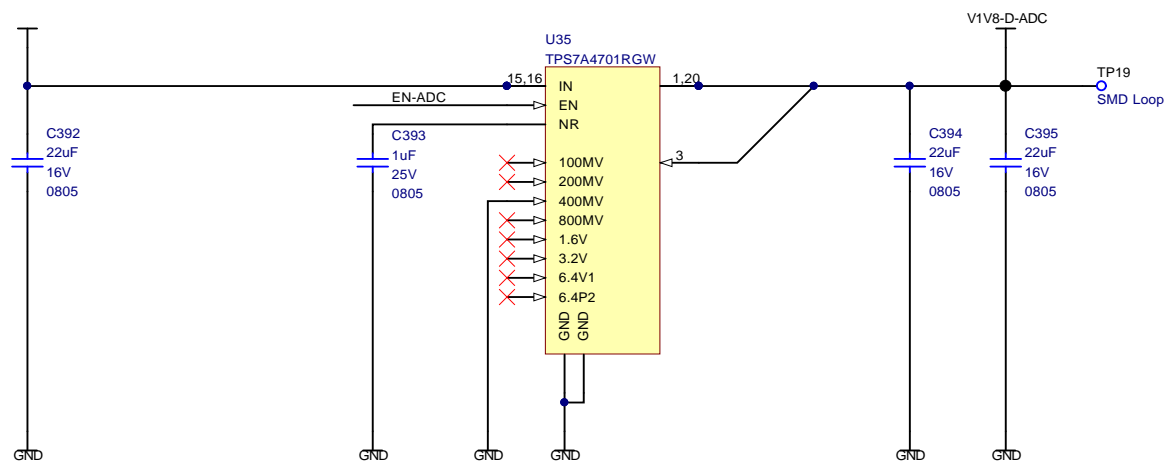 V1V8-D-ADC
U35
TPS7A4701RGW
15,16
IN
1,20
TP19
SMD Loop
EN-ADC
EN
NR
C392
22uF
16V
0805
C393
1uF
25V
0805
100MV
200MV
400MV
800MV
1.6V
3.2V
6.4V1
6.4P2
3
C394
22uF
16V
0805
C395
22uF
16V
0805
GND
GND
GND
GND
GND
GND
GND
GND